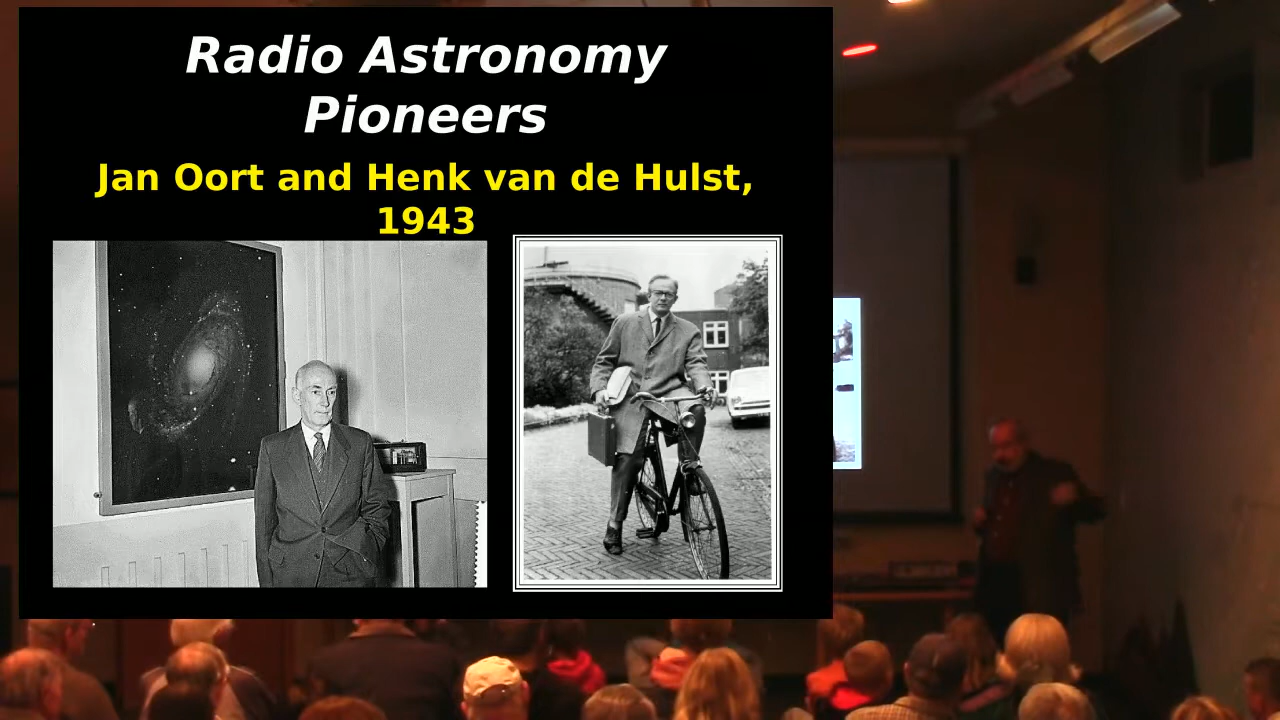 Radio Astronomy
Pioneers
Jan Oort and Henk van de Hulst,
1943